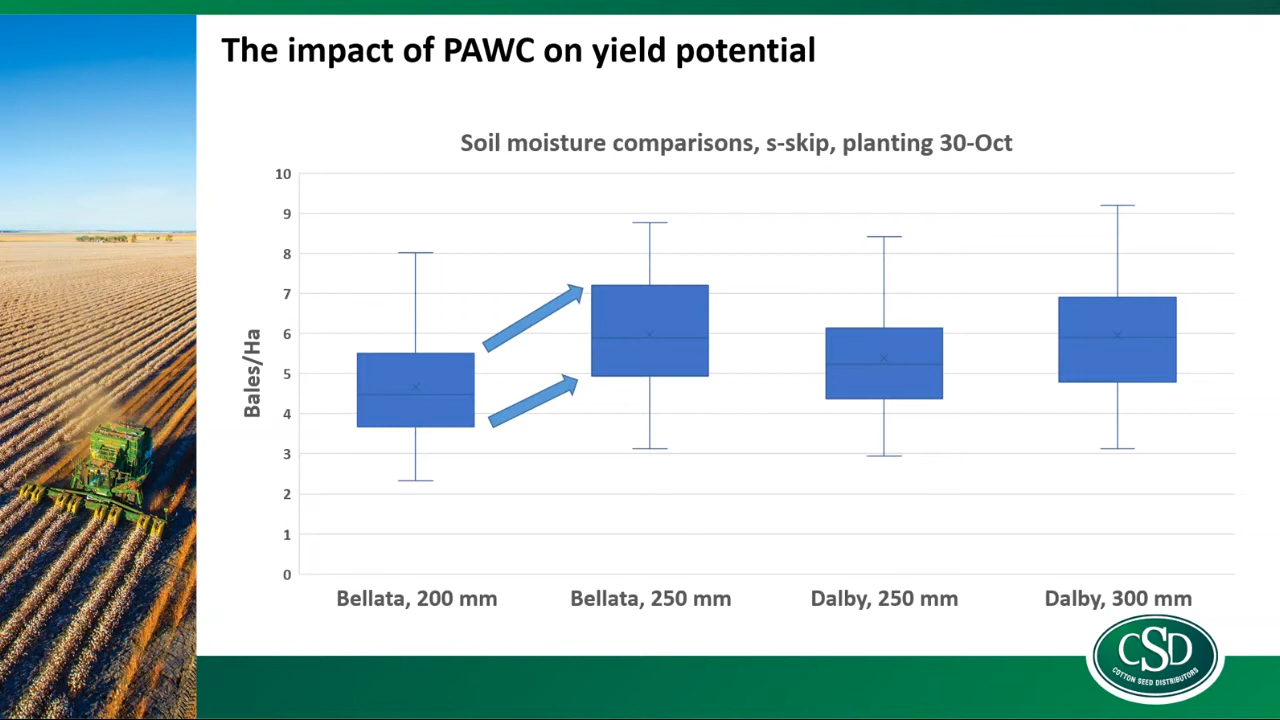 The impact of PAWC on yield potential
Soil moisture comparisons, s-skip, planting 30-Oct
10
9
8
7
6
5
4
3
2
1
0
Bales/Ha
Bellata, 200 mm
Bellata, 250 mm
Dalby, 250 mm
Dalby, 300 mm
CSD
COTTON SEED DISTRIBUTORS